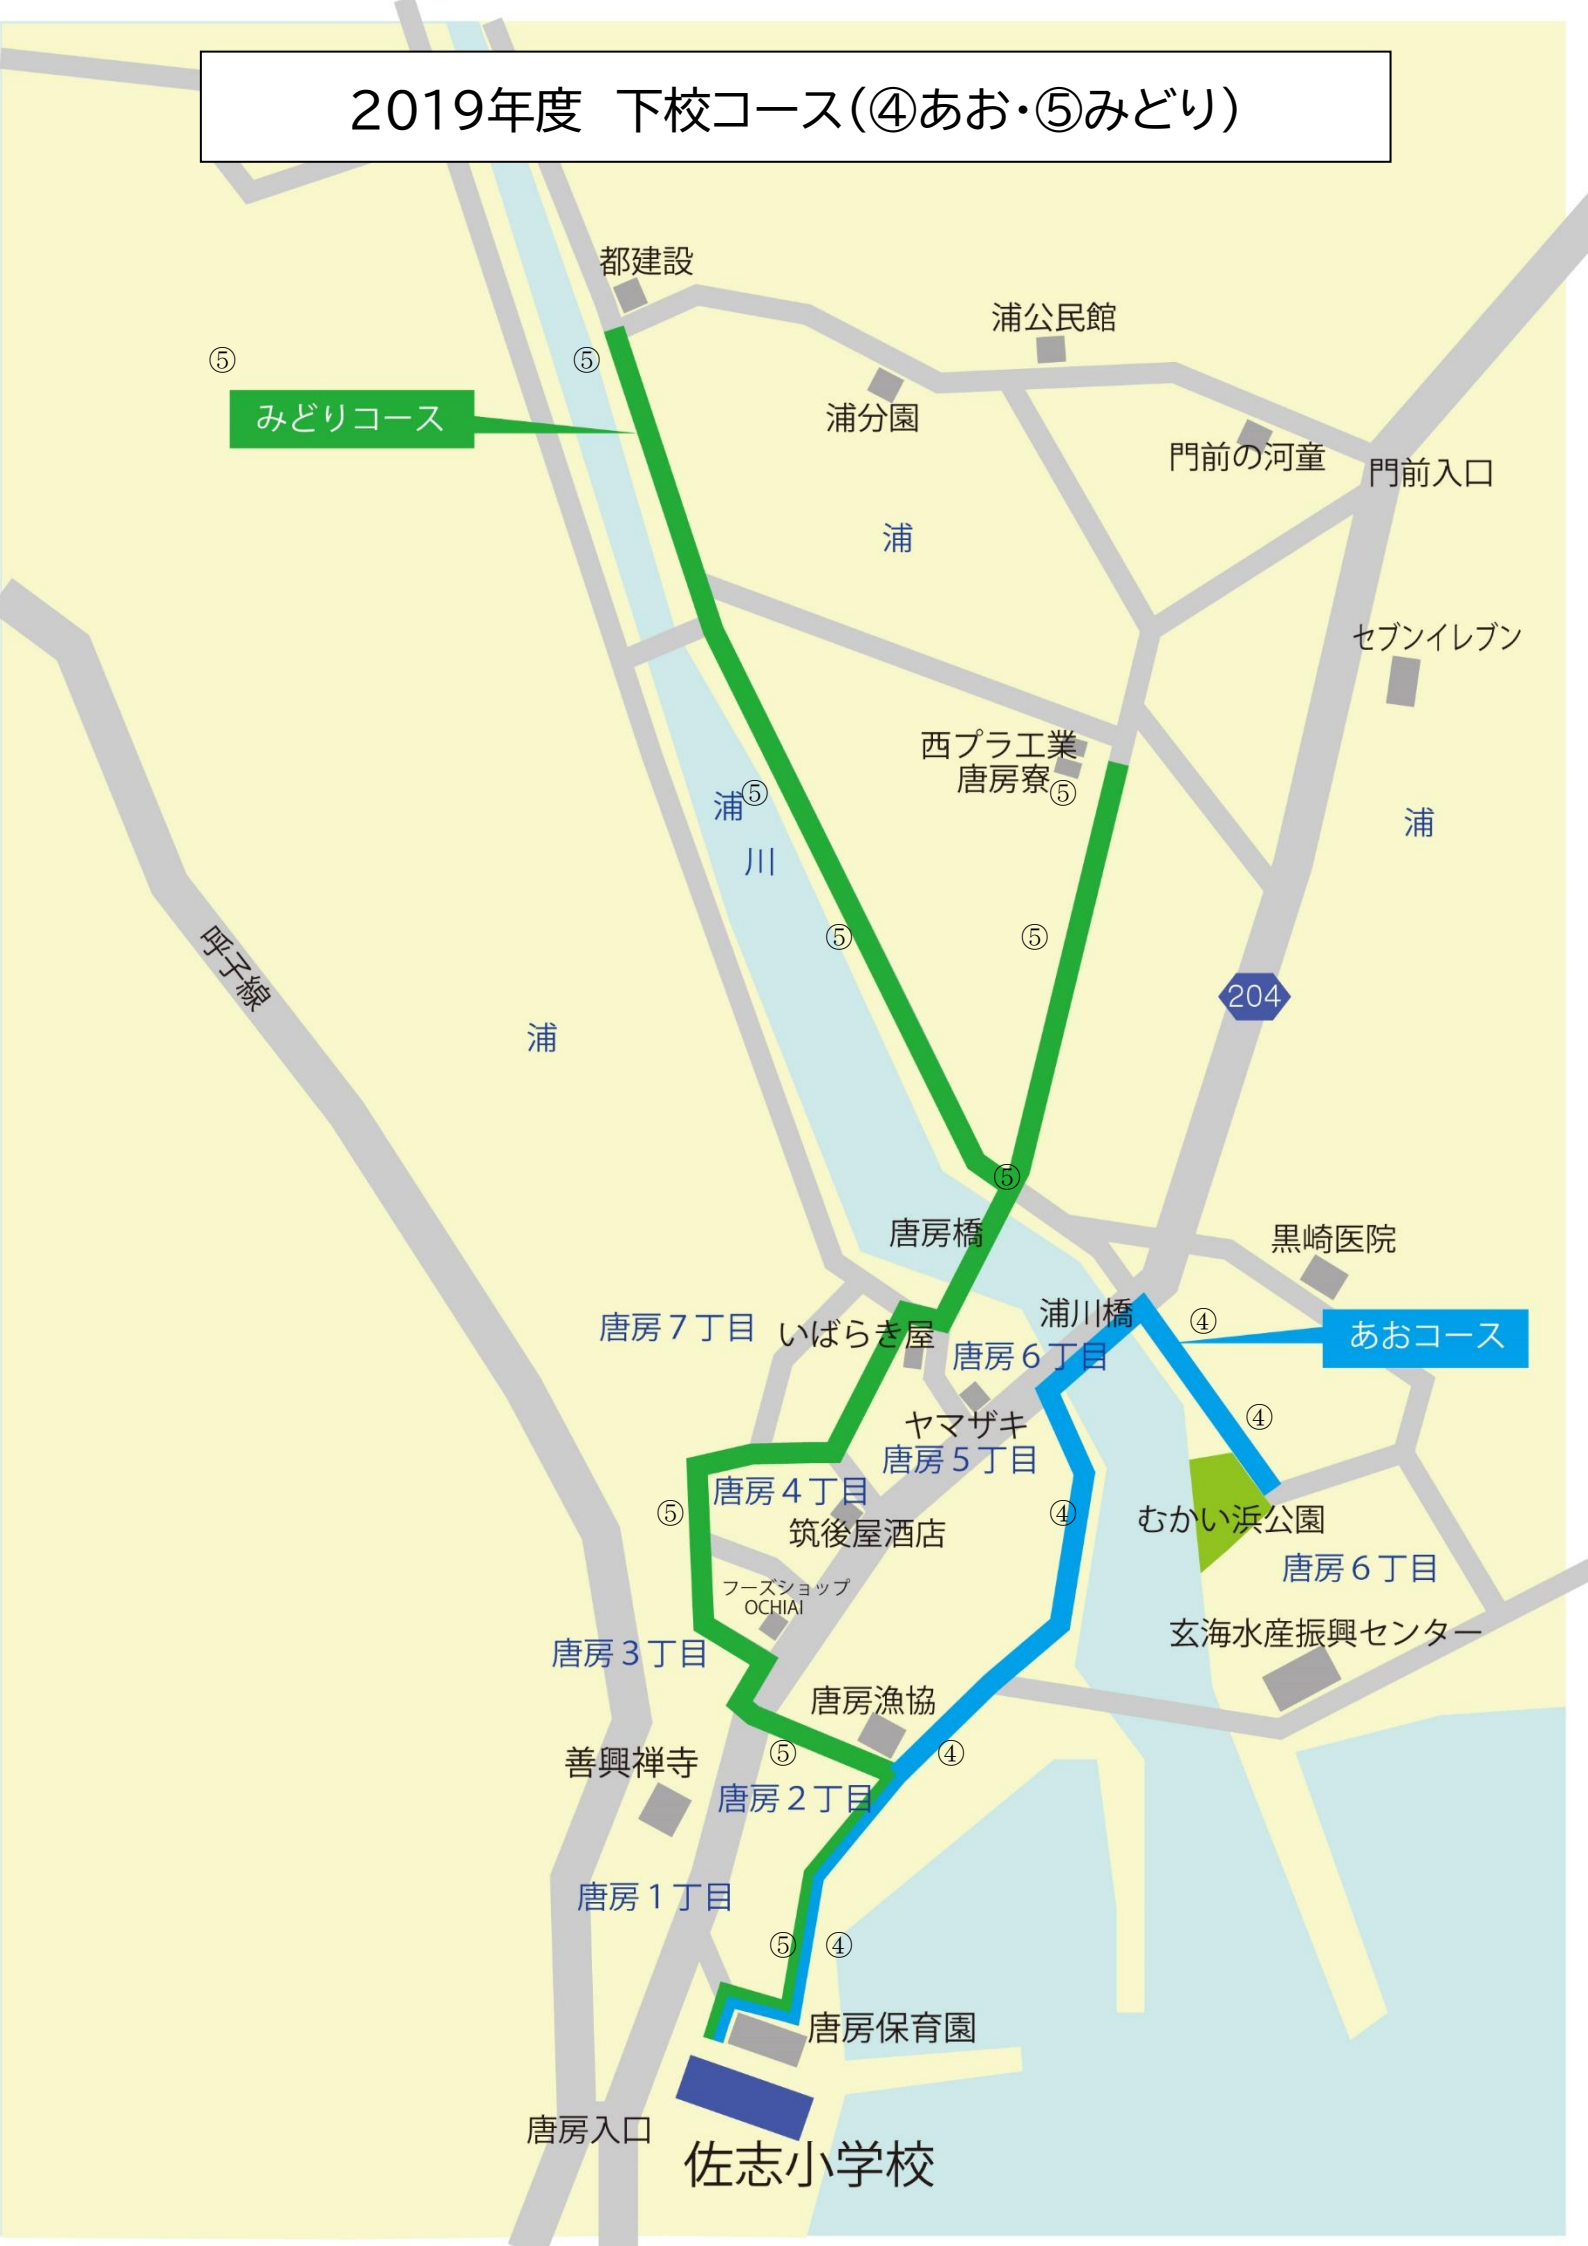 2019年度　下校コース(④あお・⑤みどり)
都建設
浦公民館
⑤
⑤
みどりコース
浦分園
門前の河童
門前入口
浦
セブンイレブン
西プラ工業
唐房寮
⑤
浦
⑤
川
浦
⑤
⑤
呼子線
204
浦
⑤
唐房橋
黒崎医院
唐房７丁目
いばらき屋
浦川橋
④
あおコース
唐房６丁目
ヤマザキ
④
唐房５丁目
唐房４丁目
⑤
筑後屋酒店
④
むかい浜公園
唐房６丁目
フーズショップ
OCHIAI
唐房３丁目
玄海水産振興センター
唐房漁協
善興禅寺
⑤
④
唐房２丁目
唐房１丁目
⑤
④
唐房保育園
唐房入口
佐志小学校